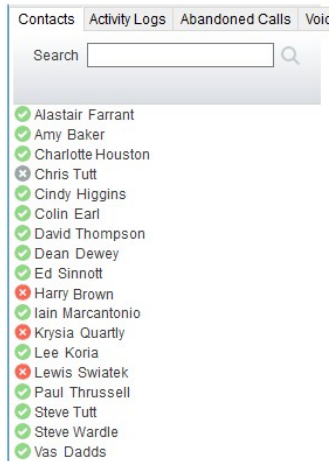 Contacts Activity Logs Abandoned Calls
Search
Alastair Farrant
Amy Baker
Charlotte Houston
Chris Tutt
Cindy Higgins
Colin Earl
David Thompson
Dean Dewey
Ed Sinnott
Harry Brown
Iain Marcantonio
Krysia Quartly
Lee Koria
Lewis Swiatek
Paul Thrussell
Steve Tutt
Steve Wardle
Vas Dadds